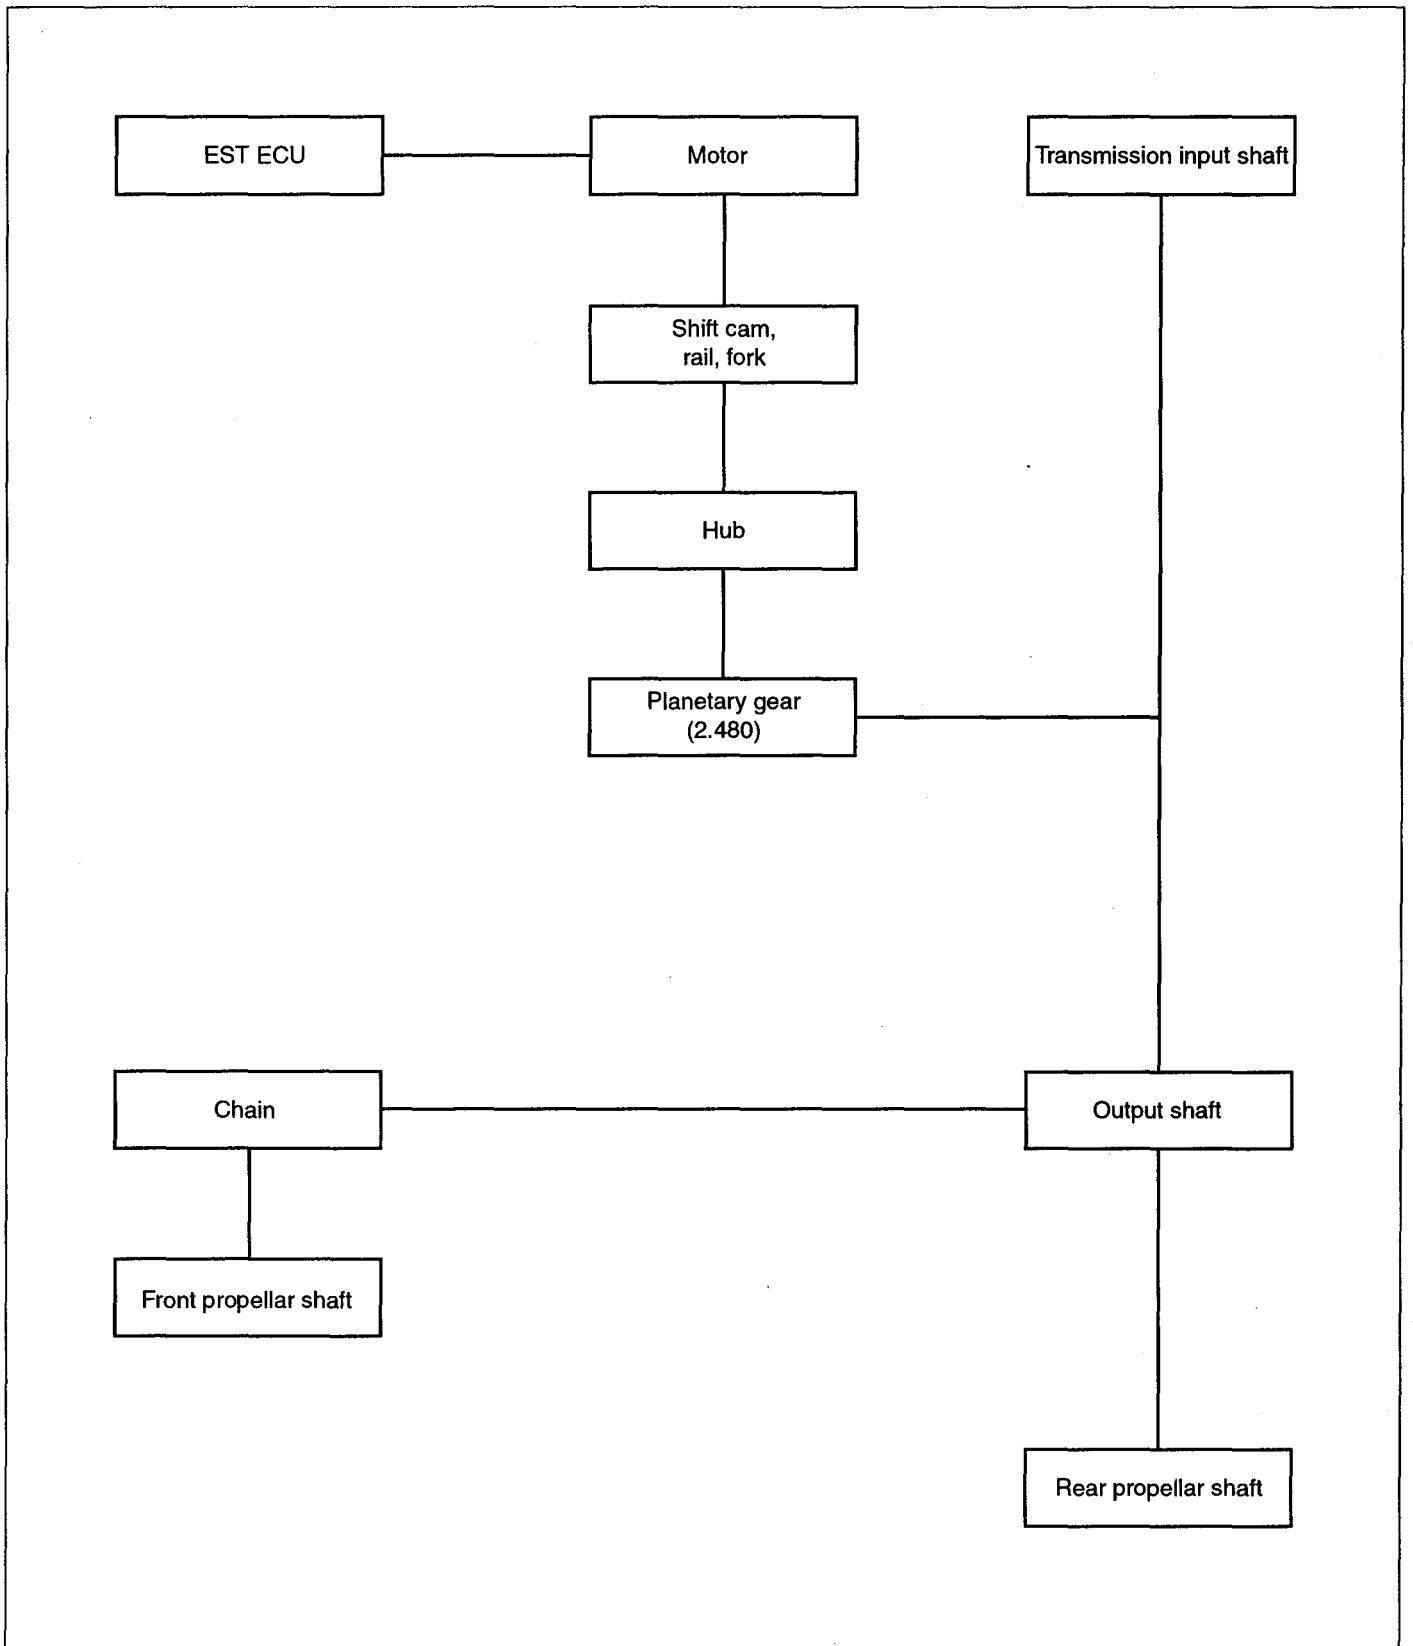 EST ECU
Motor
Transmission input shaft
Shift cam,
rail, fork
Hub
Planetary gear
(2.480)
Chain
Output shaft
Front propellar shaft
Rear propellar shaft